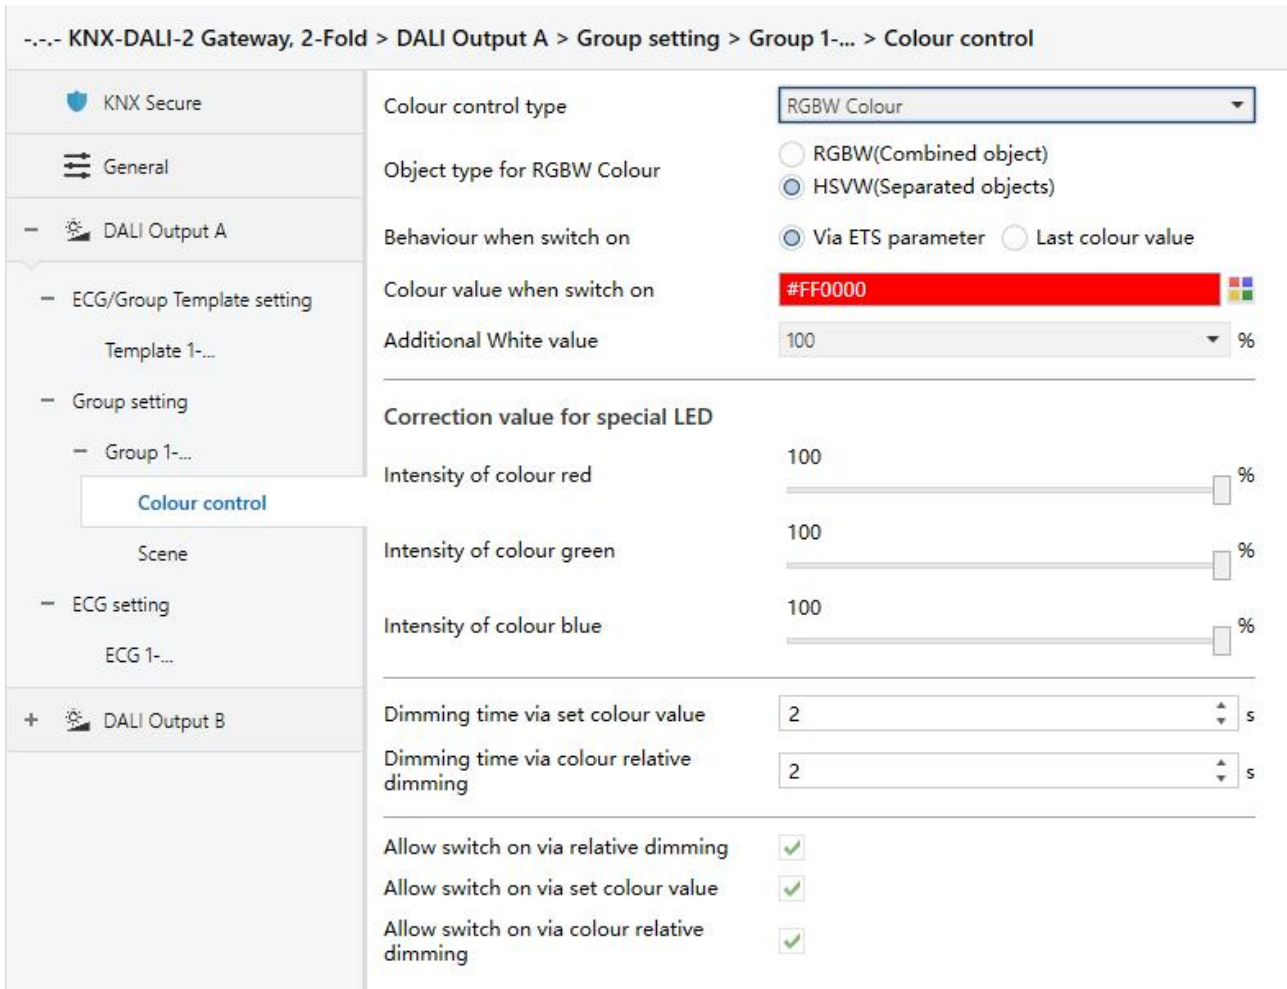 -.-.- KNX-DALI-2 Gateway, 2-Fold > DALI Output A > Group setting > Group 1-... > Colour control
KNX Secure
General
− DALI Output A
− ECG/Group Template setting
Template 1-...
− Group setting
− Group 1-...
Colour control
Scene
− ECG setting
ECG 1-...
+ DALI Output B
Colour control type
RGBW Colour
Object type for RGBW Colour
RGBW(Combined object)
HSVW(Separated objects)
Behaviour when switch on
Via ETS parameter
Last colour value
Colour value when switch on
#FF0000
Additional White value
100
%
Correction value for special LED
Intensity of colour red
100
%
Intensity of colour green
100
%
Intensity of colour blue
100
%
Dimming time via set colour value
2
s
Dimming time via colour relative
dimming
2
s
Allow switch on via relative dimming
Allow switch on via set colour value
Allow switch on via colour relative
dimming